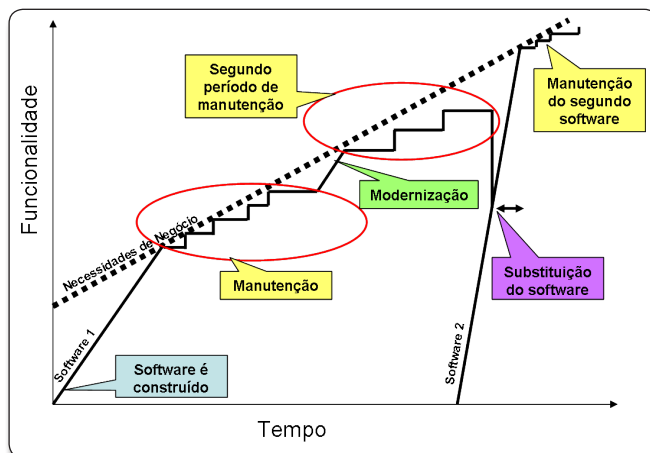 Funcionalidade
Segundo
período de
manutenção
Manutenção
do segundo
software
Modernização
Necessidades de Negócio
Manutenção
Substituição
do software
Software 1
Software é
construído
Software 2
Tempo